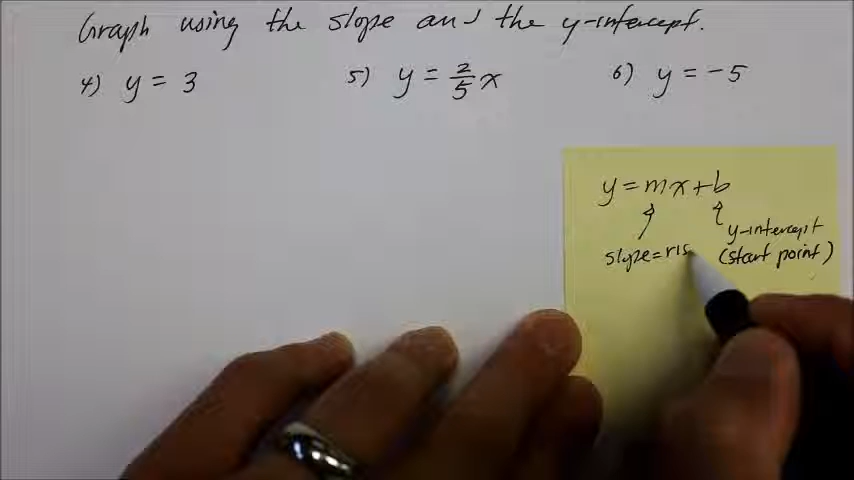 Graph using the slope and the y-intercept.
4) y = 3
5) y = 2/5 x
6) y = -5
y = mx + b
y-intercept
slope = ris
(start point)